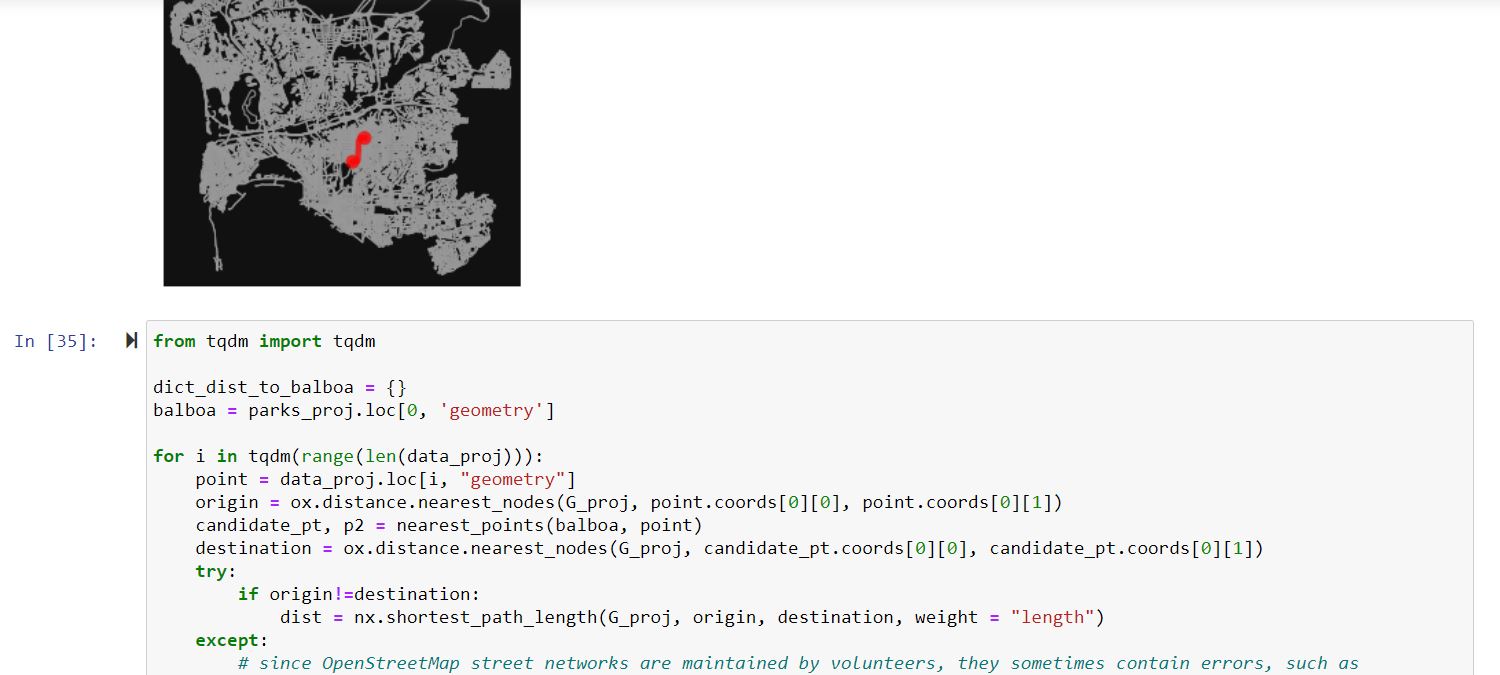 In [35]:
from tqdm import tqdm
dict_dist_to_balboa = {}
balboa = parks_proj.loc[0, 'geometry']
for i in tqdm(range(len(data_proj))):
    point = data_proj.loc[i, "geometry"]
    origin = ox.distance.nearest_nodes(G_proj, point.coords[0][0], point.coords[0][1])
    candidate_pt, p2 = nearest_points(balboa, point)
    destination = ox.distance.nearest_nodes(G_proj, candidate_pt.coords[0][0], candidate_pt.coords[0][1])
    try:
        if origin!=destination:
            dist = nx.shortest_path_length(G_proj, origin, destination, weight = "length")
    except:
        # since OpenStreetMap street networks are maintained by volunteers, they sometimes contain errors, such as